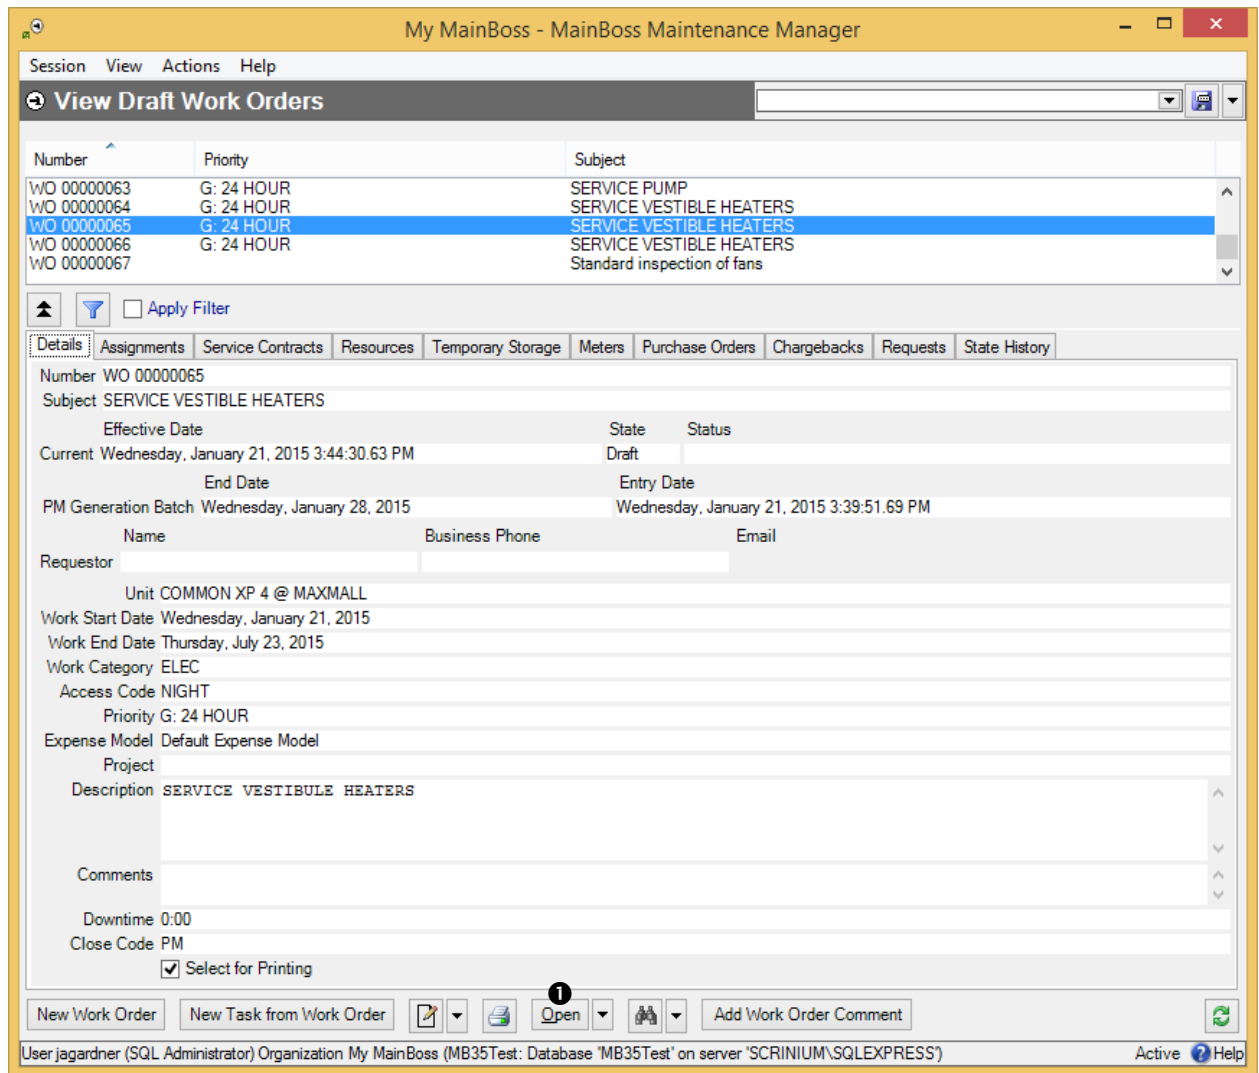 My MainBoss - MainBoss Maintenance Manager
Session View Actions Help
View Draft Work Orders
Number Priority Subject
WO 00000063 G: 24 HOUR SERVICE PUMP
WO 00000064 G: 24 HOUR SERVICE VESTIBLE HEATERS
WO 00000065 G: 24 HOUR SERVICE VESTIBLE HEATERS
WO 00000066 G: 24 HOUR SERVICE VESTIBLE HEATERS
WO 00000067 Standard inspection of fans
Apply Filter
Details Assignments Service Contracts Resources Temporary Storage Meters Purchase Orders Chargebacks Requests State History
Number WO 00000065
Subject SERVICE VESTIBLE HEATERS
Effective Date State Status
Current Wednesday, January 21, 2015 3:44:30.63 PM Draft
End Date Entry Date
PM Generation Batch Wednesday, January 28, 2015 Wednesday, January 21, 2015 3:39:51.69 PM
Name Business Phone Email
Requestor
Unit COMMON XP 4 @ MAXMALL
Work Start Date Wednesday, January 21, 2015
Work End Date Thursday, July 23, 2015
Work Category ELEC
Access Code NIGHT
Priority G: 24 HOUR
Expense Model Default Expense Model
Project
Description SERVICE VESTIBULE HEATERS
Comments
Downtime 0:00
Close Code PM
Select for Printing
❶
New Work Order New Task from Work Order Open Add Work Order Comment
User jagardner (SQL Administrator) Organization My MainBoss (MB35Test: Database 'MB35Test' on server 'SCRINIUM\SQLEXPRESS') Active Help